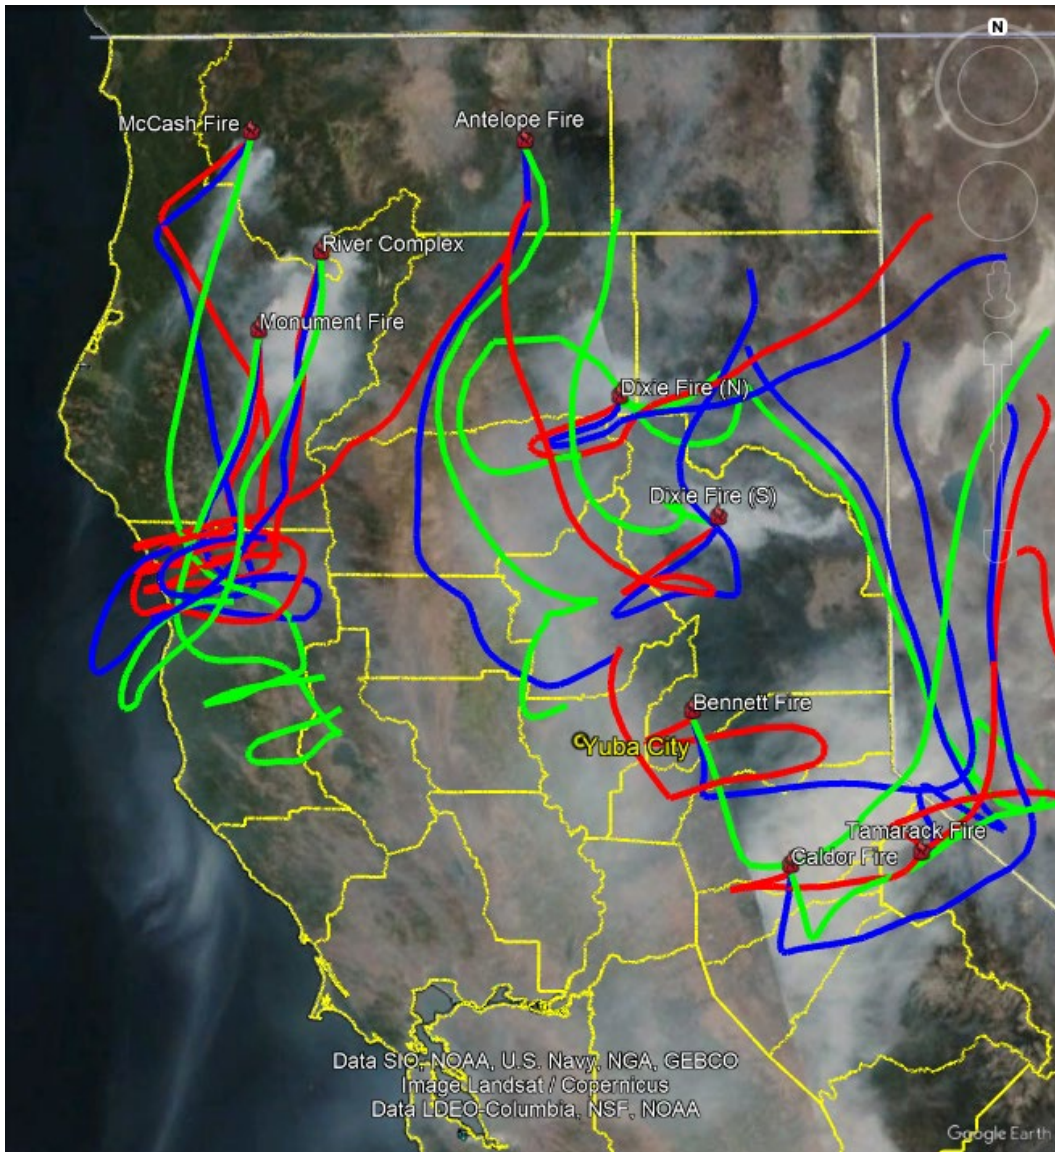 N
McCash Fire
Antelope Fire
River Complex
Monument Fire
Dixie Fire (N)
Dixie Fire (S)
Bennett Fire
Yuba City
Tamarack Fire
Caldor Fire
Data SIO, NOAA, U.S. Navy, NGA, GEBCO
Image Landsat / Copernicus
Data LDEO-Columbia, NSF, NOAA
Google Earth